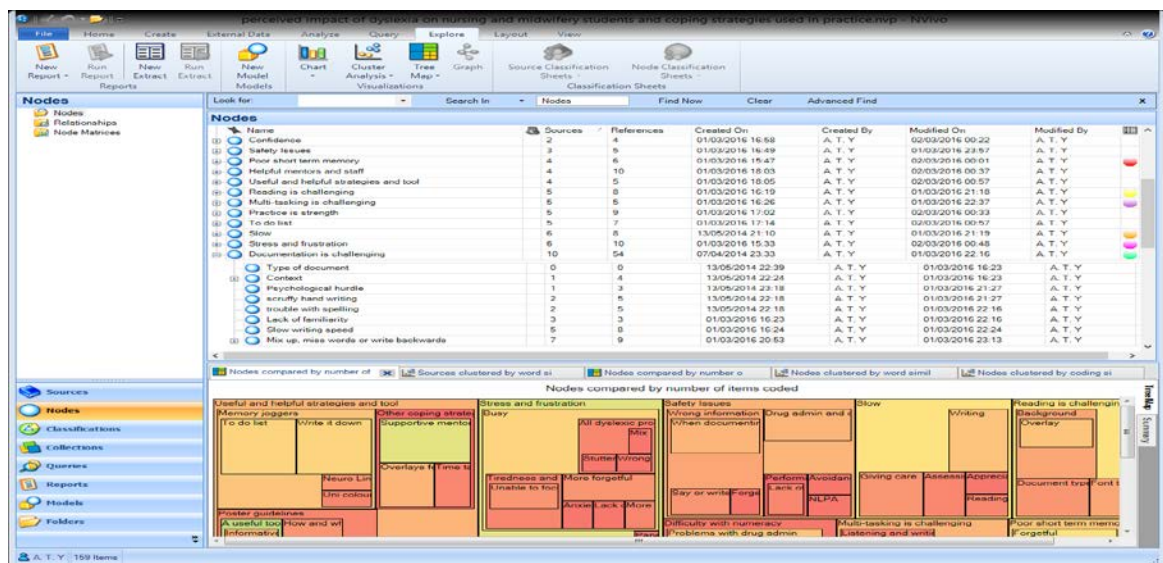 perceived impact of dyslexia on nursing and midwifery students and coping strategies used in practice.nvp - NVivo
File Home Create External Data Analyze Query Explore Layout View
New Report Run Report New Extract Run Extract New Model Chart Cluster Analysis Tree Map Graph Source Classification Sheets Node Classification Sheets
Reports Models Visualizations Classification Sheets
Nodes
Nodes
Relationships
Node Matrices
Look for: Search In Nodes Find Now Clear Advanced Find
Nodes
Name Sources References Created On Created By Modified On Modified By
Confidence 2 4 01/03/2016 16:58 A. T. Y 02/03/2016 00:22 A. T. Y
Safety Issues 3 5 01/03/2016 16:49 A. T. Y 01/03/2016 23:57 A. T. Y
Poor short term memory 4 6 01/03/2016 15:47 A. T. Y 02/03/2016 00:01 A. T. Y
Helpful mentors and staff 4 10 01/03/2016 18:03 A. T. Y 02/03/2016 00:37 A. T. Y
Useful and helpful strategies and tool 4 5 01/03/2016 18:05 A. T. Y 02/03/2016 00:57 A. T. Y
Reading is challenging 5 8 01/03/2016 16:19 A. T. Y 01/03/2016 21:18 A. T. Y
Multi-tasking is challenging 5 5 01/03/2016 16:26 A. T. Y 01/03/2016 22:37 A. T. Y
Practice is strength 5 9 01/03/2016 17:02 A. T. Y 02/03/2016 00:33 A. T. Y
To do list 5 7 01/03/2016 17:14 A. T. Y 02/03/2016 00:57 A. T. Y
Slow 6 8 13/05/2014 21:10 A. T. Y 01/03/2016 21:19 A. T. Y
Stress and frustration 6 10 01/03/2016 15:33 A. T. Y 02/03/2016 00:48 A. T. Y
Documentation is challenging 10 54 07/04/2014 23:33 A. T. Y 01/03/2016 22:16 A. T. Y
Type of document 0 0 13/05/2014 22:39 A. T. Y 01/03/2016 16:23 A. T. Y
Context 1 4 13/05/2014 22:24 A. T. Y 01/03/2016 16:23 A. T. Y
Psychological hurdle 1 3 13/05/2014 23:18 A. T. Y 01/03/2016 21:27 A. T. Y
scruffy hand writing 2 5 13/05/2014 22:18 A. T. Y 01/03/2016 21:27 A. T. Y
trouble with spelling 2 5 13/05/2014 22:18 A. T. Y 01/03/2016 22:16 A. T. Y
Lack of familiarity 3 3 01/03/2016 16:23 A. T. Y 01/03/2016 22:16 A. T. Y
Slow writing speed 5 8 01/03/2016 16:24 A. T. Y 01/03/2016 22:24 A. T. Y
Mix up, miss words or write backwards 7 9 01/03/2016 20:53 A. T. Y 01/03/2016 23:13 A. T. Y
Nodes compared by number of Sources clustered by word si Nodes compared by number o Nodes clustered by word simil Nodes clustered by coding si
Nodes compared by number of items coded
Useful and helpful strategies and tool Stress and frustration Safety Issues Slow Reading is challengin
Memory joggers Other coping strate Busy Wrong information Drug admin and Writing Background
To do list Write it down Supportive mento All dyslexic pro When documentin Overlay
Mix
Stutter Wrong
Overlays f Time t
Neuro Lin Tiredness and More forgetful Perform Avoidan Giving care Assess Appreci Document type Font t
Uni colou Unable to foc Lack o
Anxie Lack More Say or write Forge NLPA Reading
Poster guidelines
A useful too How and wh Difficulty with numeracy Multi-tasking is challenging Poor short term memo
Informative Problems with drug admin Listening and writi Forgetful
Tree Map
Summary
Sources
Nodes
Classifications
Collections
Queries
Reports
Models
Folders
A. T. Y 159 Items